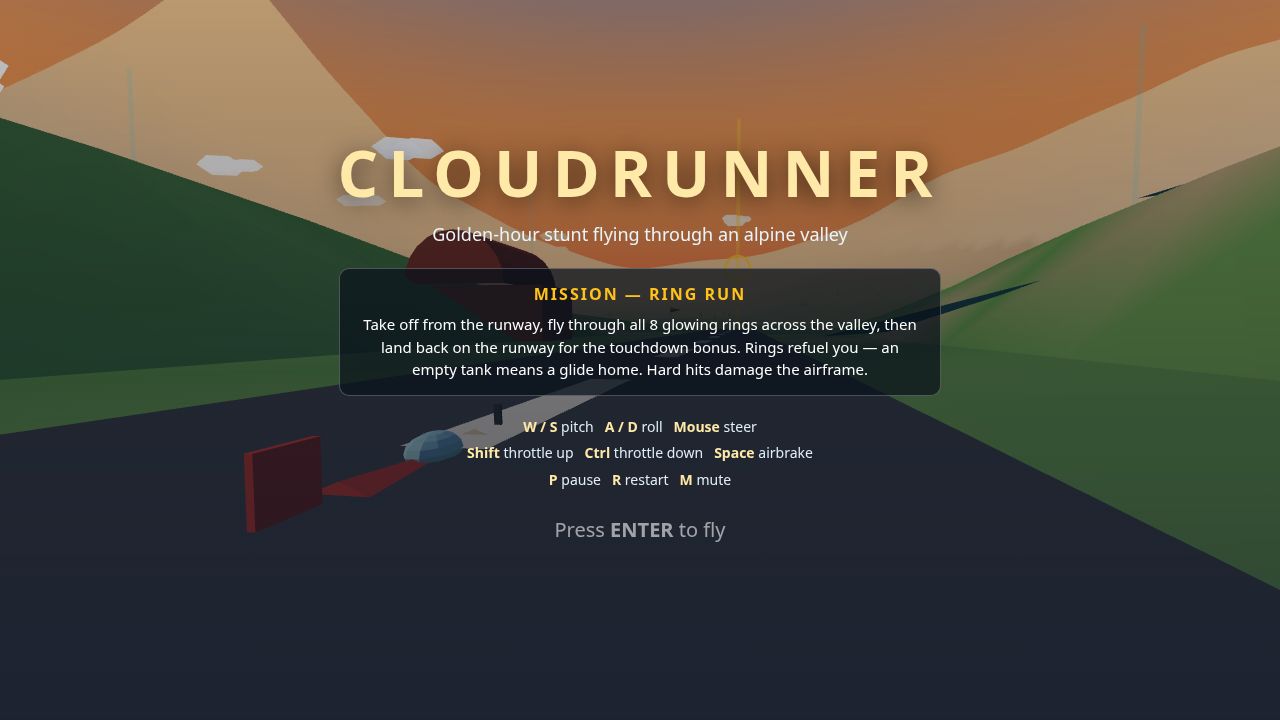 CLOUDRUNNER
Golden-hour stunt flying through an alpine valley
MISSION — RING RUN
Take off from the runway, fly through all 8 glowing rings across the valley, then
land back on the runway for the touchdown bonus. Rings refuel you — an
empty tank means a glide home. Hard hits damage the airframe.
W / S pitch A / D roll Mouse steer
Shift throttle up Ctrl throttle down Space airbrake
P pause R restart M mute
Press ENTER to fly